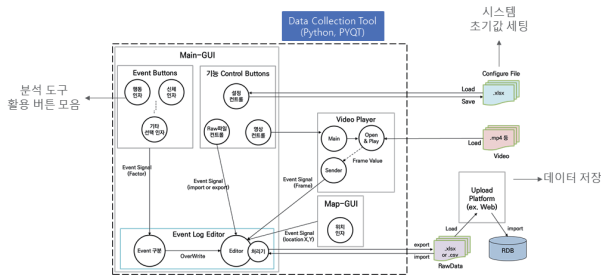 시스템
초기값 세팅
Data Collection Tool
(Python, PYQT)
Main-GUI
Event Buttons
행동
인자
신체
인자
기타
선택 인자
기능 Control Buttons
설정
컨트롤
Raw파일
컨트롤
영상
컨트롤
분석 도구
활용 버튼 모음
Configure File
Load
Save
.xlsx
Video Player
Main
Open
& Play
Sender
Frame Value
Load
.mp4 등
Video
Event Signal
(Factor)
Event Signal
(import or export)
Event Signal
(Frame)
Map-GUI
위치
인자
Event Signal
(location X,Y)
Upload
Platform
(ex. Web)
데이터 저장
Load
import
Event Log Editor
Event 구분
OverWrite
Editor
꺼리기
export
import
.xlsx
or .csv
RawData
RDB